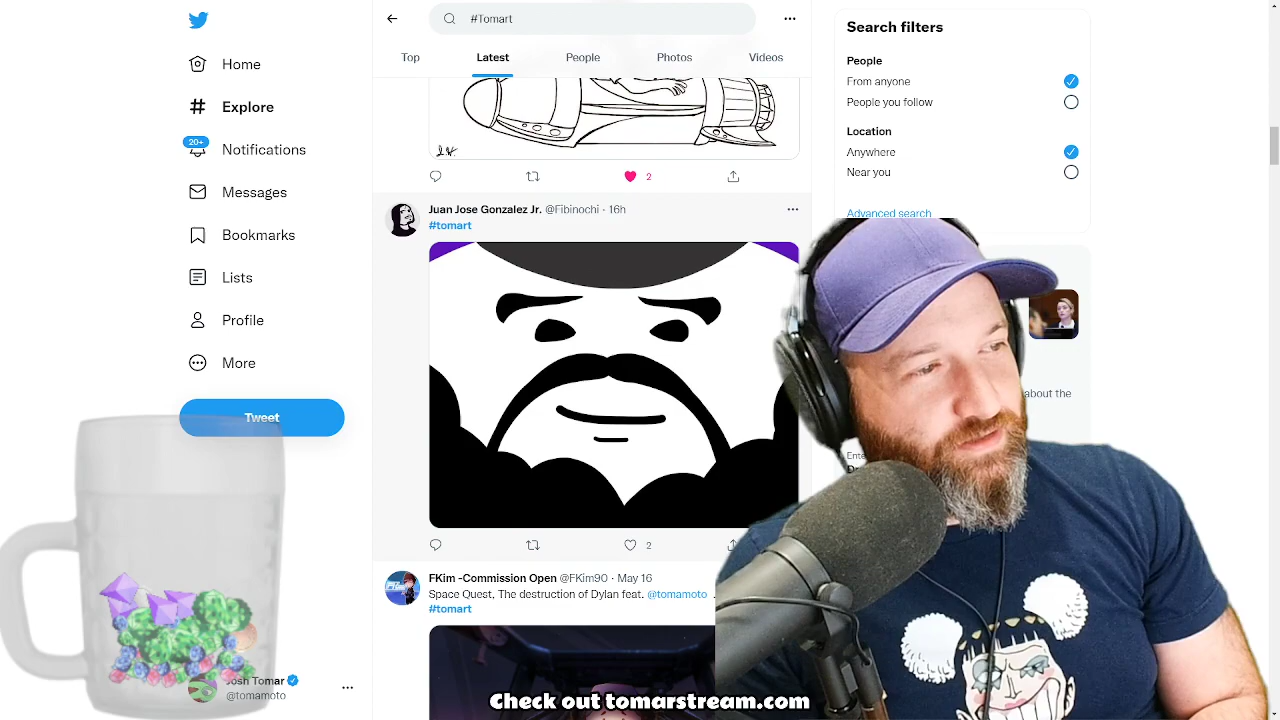 #Tomart
Top
Latest
People
Photos
Videos
Home
Explore
20+
Notifications
Messages
Bookmarks
Lists
Profile
More
Tweet
Josh Tomar
@tomamoto
Juan Jose Gonzalez Jr. @Fibinochi · 16h
#tomart
2
2
FKim -Commission Open @FKim90 · May 16
Space Quest, The destruction of Dylan feat. @tomamoto
#tomart
Search filters
People
From anyone
People you follow
Location
Anywhere
Near you
Advanced search
about the
Check out tomarstream.com